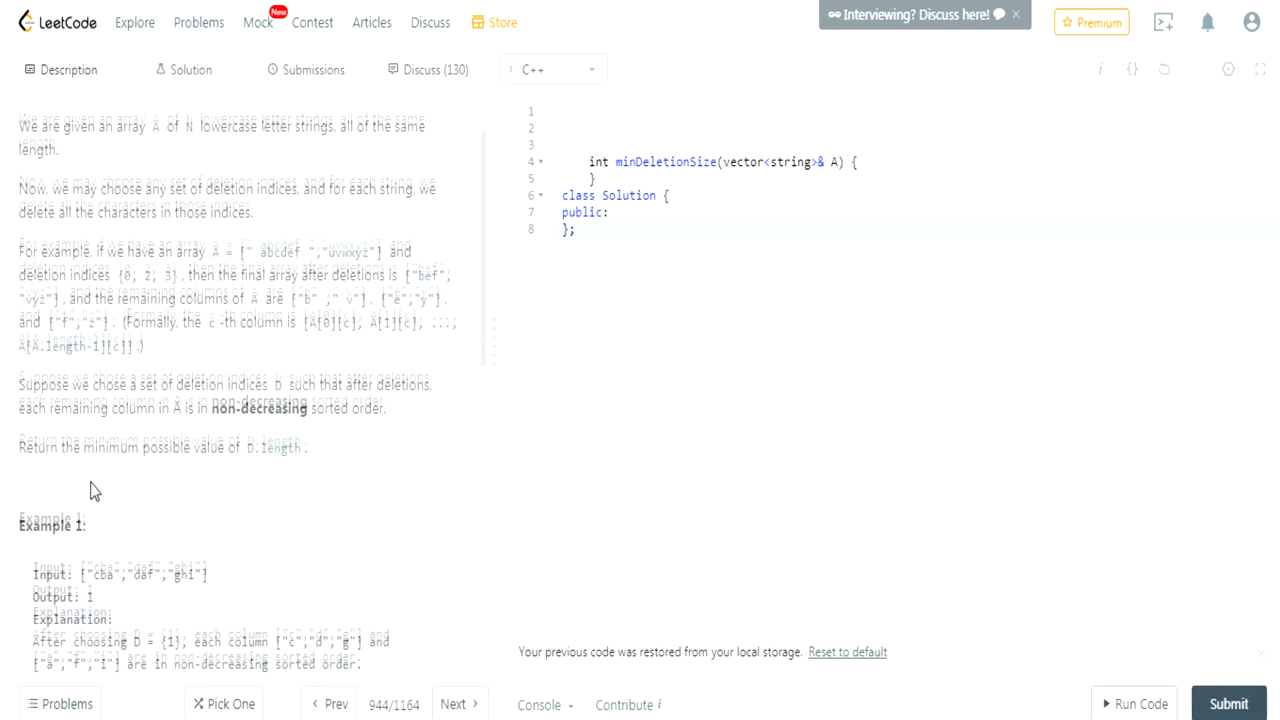 LeetCode Explore Problems Mock New Contest Articles Discuss Store Interviewing? Discuss here! x Premium
Description Solution Submissions Discuss (130) i C++ i {}
We are given an array A of N lowercase letter strings, all of the same
length.
Now, we may choose any set of deletion indices, and for each string, we
delete all the characters in those indices.
For example, if we have an array A = [" abcdef ","uvwxyz"] and
deletion indices {0, 2, 3}, then the final array after deletions is ["bef",
"vyz"], and the remaining columns of A are ["b" ," v"]. ["e","y"],
and ["f","z"]. (Formally, the c -th column is [A[0][c], A[1][c], ...,
A[A.length-1][c]].)
Suppose we chose a set of deletion indices D such that after deletions,
each remaining column in A is in non-decreasing sorted order.
Return the minimum possible value of D.length.
Example 1:
Input: ["cba","daf","ghi"]
Output: 1
Explanation:
After choosing D = {1}, each column ["c","d","g"] and
["a","f","i"] are in non-decreasing sorted order.
1
2
3
4 int minDeletionSize(vector<string>& A) {
5 }
6 class Solution {
7 public:
8 };
Your previous code was restored from your local storage. Reset to default x
Problems Pick One Prev 944/1164 Next Console Contribute i Run Code Submit